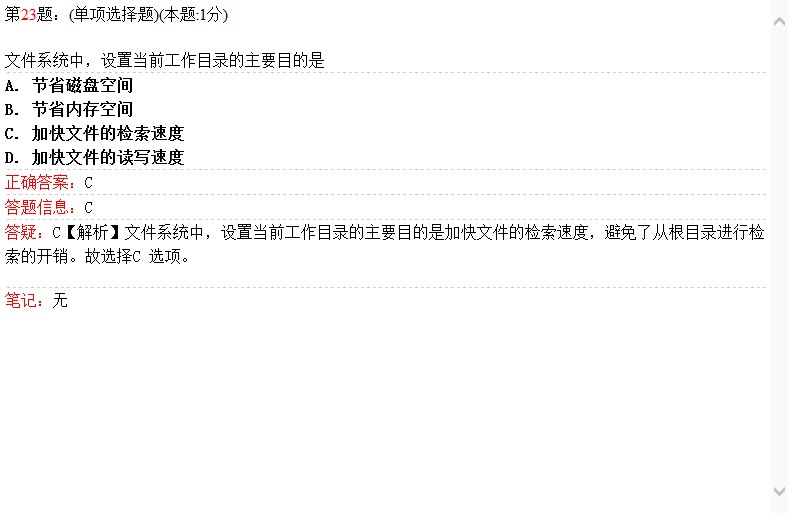 第23题：(单项选择题)(本题:1分)
文件系统中，设置当前工作目录的主要目的是
A. 节省磁盘空间
B. 节省内存空间
C. 加快文件的检索速度
D. 加快文件的读写速度
正确答案：C
答题信息：C
答疑：C【解析】文件系统中，设置当前工作目录的主要目的是加快文件的检索速度，避免了从根目录进行检
索的开销。故选择C 选项。
笔记：无